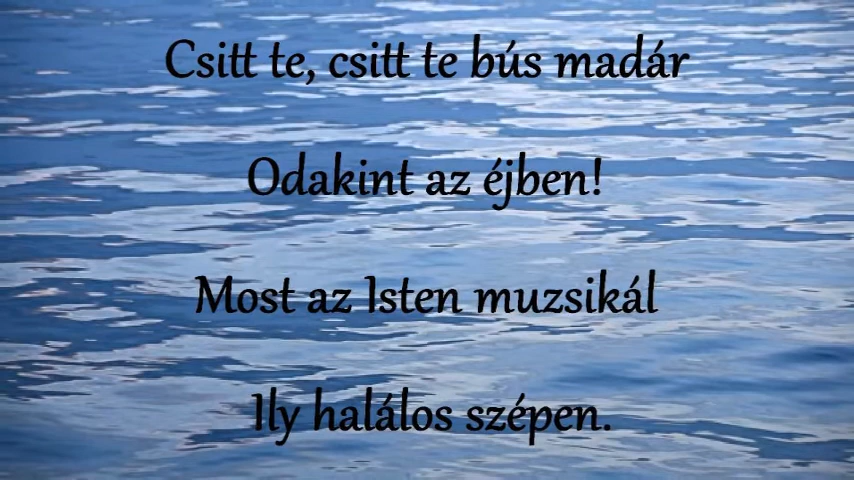 Csitt te, csitt te bús madár
Odakint az éjben!
Most az Isten muzsikál
Ily halálos szépen.